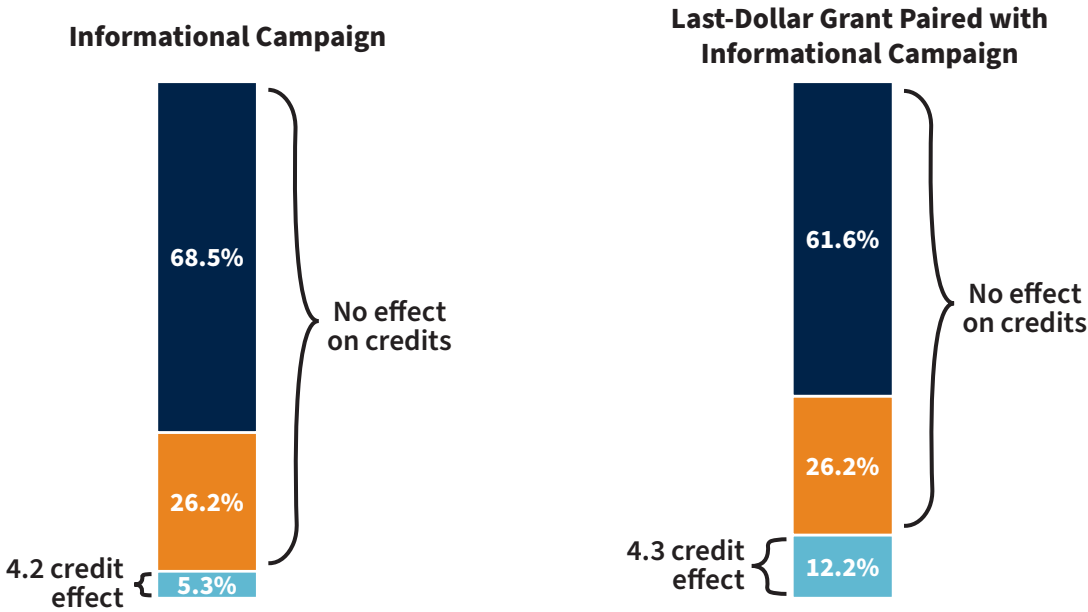 Informational Campaign
68.5%
No effect
on credits
26.2%
4.2 credit
effect
5.3%
Last-Dollar Grant Paired with
Informational Campaign
61.6%
No effect
on credits
26.2%
4.3 credit
effect
12.2%